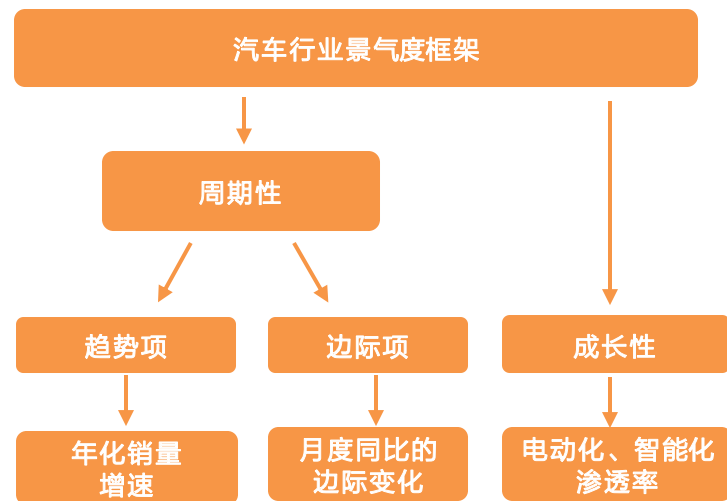 汽车行业景气度框架
周期性
趋势项
边际项
成长性
年化销量
增速
月度同比的
边际变化
电动化、智能化
渗透率